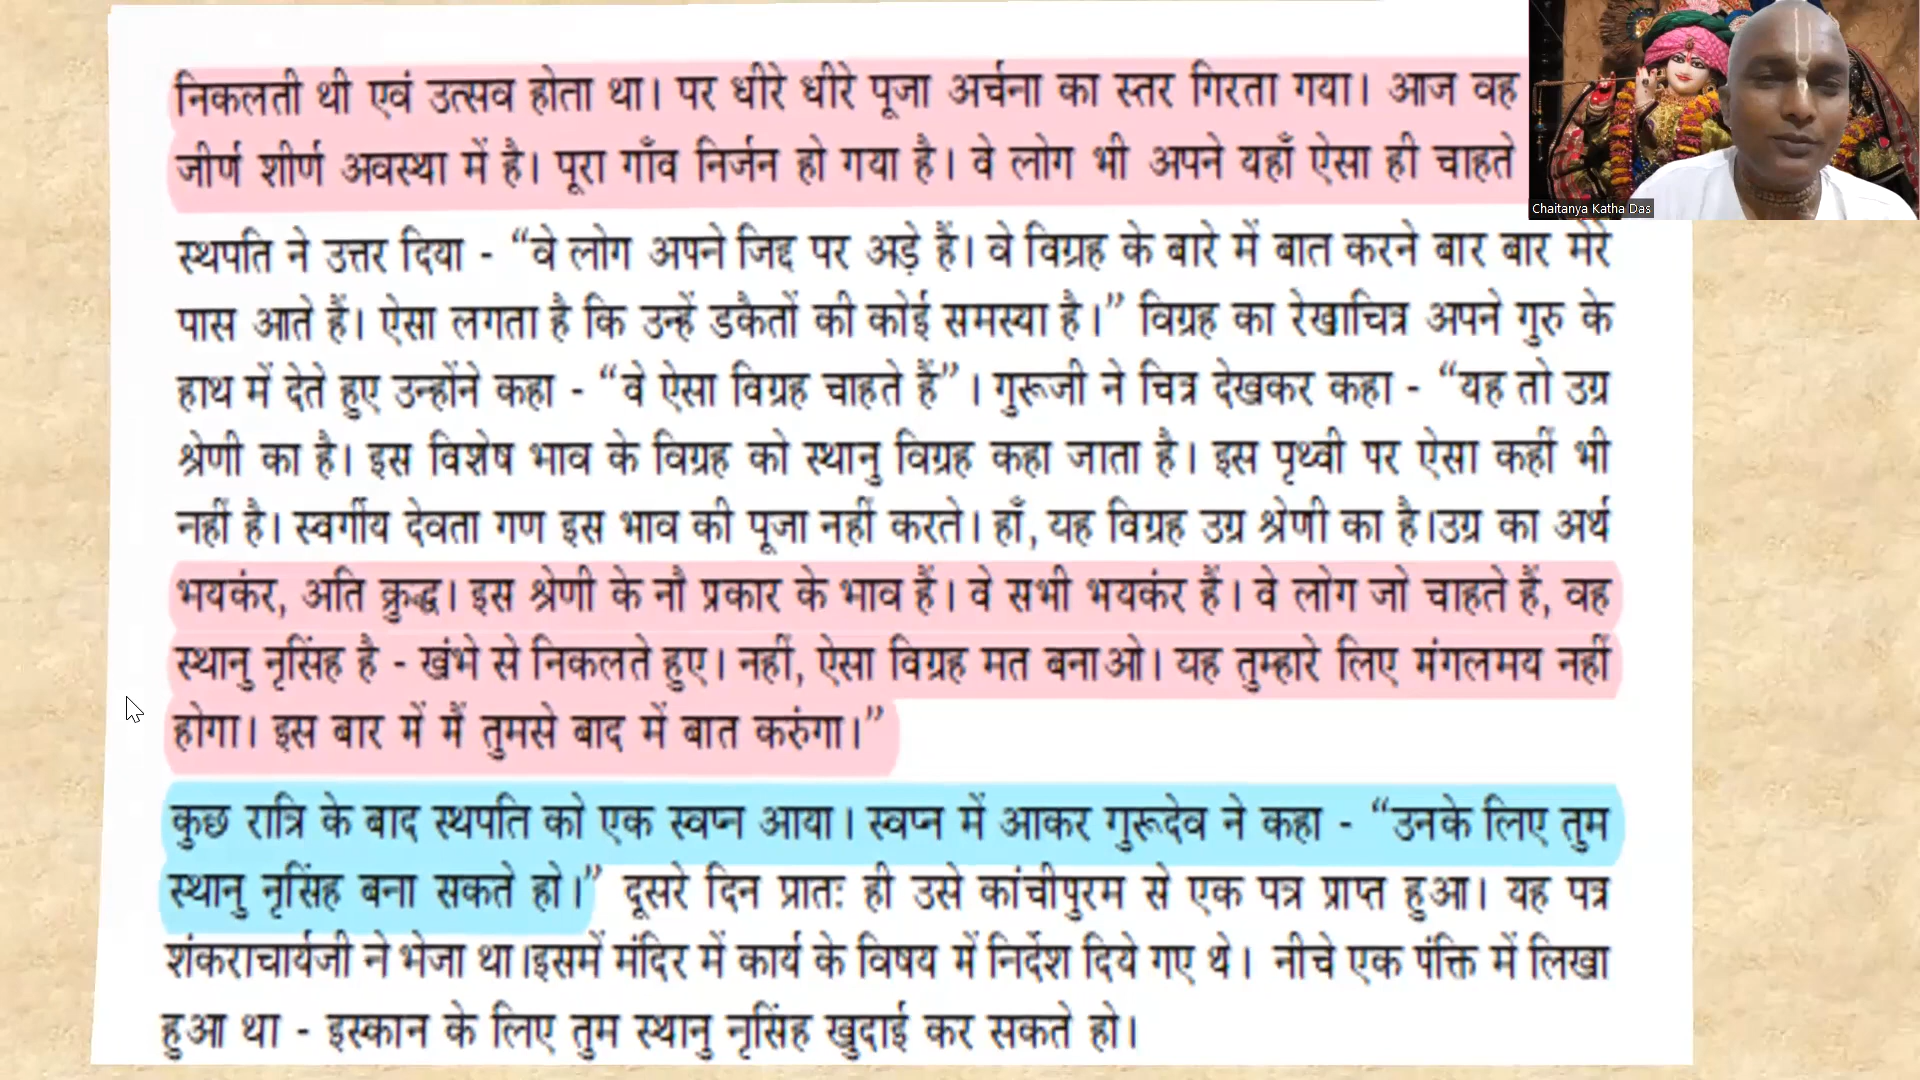 निकलती थी एवं उत्सव होता था। पर धीरे धीरे पूजा अर्चना का स्तर गिरता गया। आज वह
जीर्ण शीर्ण अवस्था में है। पूरा गाँव निर्जन हो गया है। वे लोग भी अपने यहाँ ऐसा ही चाहते
Chaitanya Katha Das
स्थपति ने उत्तर दिया - “वे लोग अपने जिद्द पर अड़े हैं। वे विग्रह के बारे में बात करने बार बार मेरे
पास आते हैं। ऐसा लगता है कि उन्हें डकैतों की कोई समस्या है।” विग्रह का रेखाचित्र अपने गुरु के
हाथ में देते हुए उन्होंने कहा - “वे ऐसा विग्रह चाहते हैं”। गुरूजी ने चित्र देखकर कहा - “यह तो उग्र
श्रेणी का है। इस विशेष भाव के विग्रह को स्थानु विग्रह कहा जाता है। इस पृथ्वी पर ऐसा कहीं भी
नहीं है। स्वर्गीय देवता गण इस भाव की पूजा नहीं करते। हाँ, यह विग्रह उग्र श्रेणी का है।उग्र का अर्थ
भयकंर, अति क्रुद्ध। इस श्रेणी के नौ प्रकार के भाव हैं। वे सभी भयकंर हैं। वे लोग जो चाहते हैं, वह
स्थानु नृसिंह है - खंभे से निकलते हुए। नहीं, ऐसा विग्रह मत बनाओ। यह तुम्हारे लिए मंगलमय नहीं
होगा। इस बार में मैं तुमसे बाद में बात करुंगा।”
कुछ रात्रि के बाद स्थपति को एक स्वप्न आया। स्वप्न में आकर गुरूदेव ने कहा - “उनके लिए तुम
स्थानु नृसिंह बना सकते हो।” दूसरे दिन प्रातः ही उसे कांचीपुरम से एक पत्र प्राप्त हुआ। यह पत्र
शंकराचार्यजी ने भेजा था।इसमें मंदिर में कार्य के विषय में निर्देश दिये गए थे। नीचे एक पंक्ति में लिखा
हुआ था - इस्कान के लिए तुम स्थानु नृसिंह खुदाई कर सकते हो।